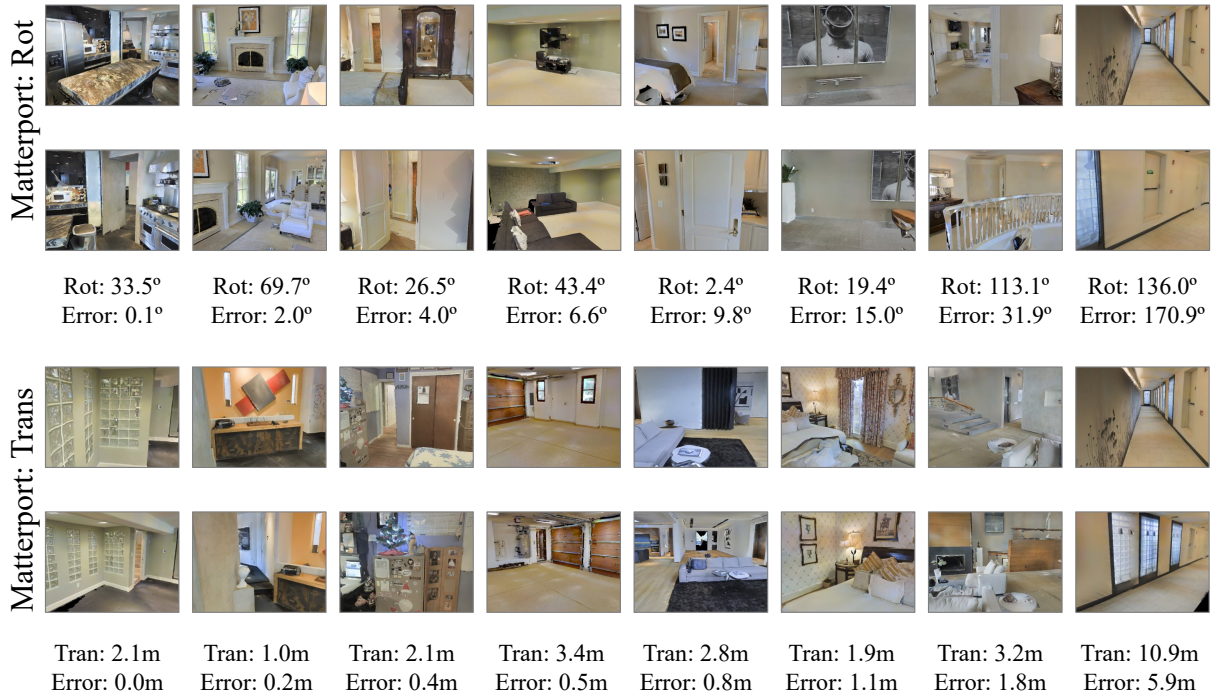 Matterport: Rot
Rot: 33.5º Rot: 69.7º Rot: 26.5º Rot: 43.4º Rot: 2.4º Rot: 19.4º Rot: 113.1º Rot: 136.0º
Error: 0.1º Error: 2.0º Error: 4.0º Error: 6.6º Error: 9.8º Error: 15.0º Error: 31.9º Error: 170.9º
Matterport: Trans
Tran: 2.1m Tran: 1.0m Tran: 2.1m Tran: 3.4m Tran: 2.8m Tran: 1.9m Tran: 3.2m Tran: 10.9m
Error: 0.0m Error: 0.2m Error: 0.4m Error: 0.5m Error: 0.8m Error: 1.1m Error: 1.8m Error: 5.9m